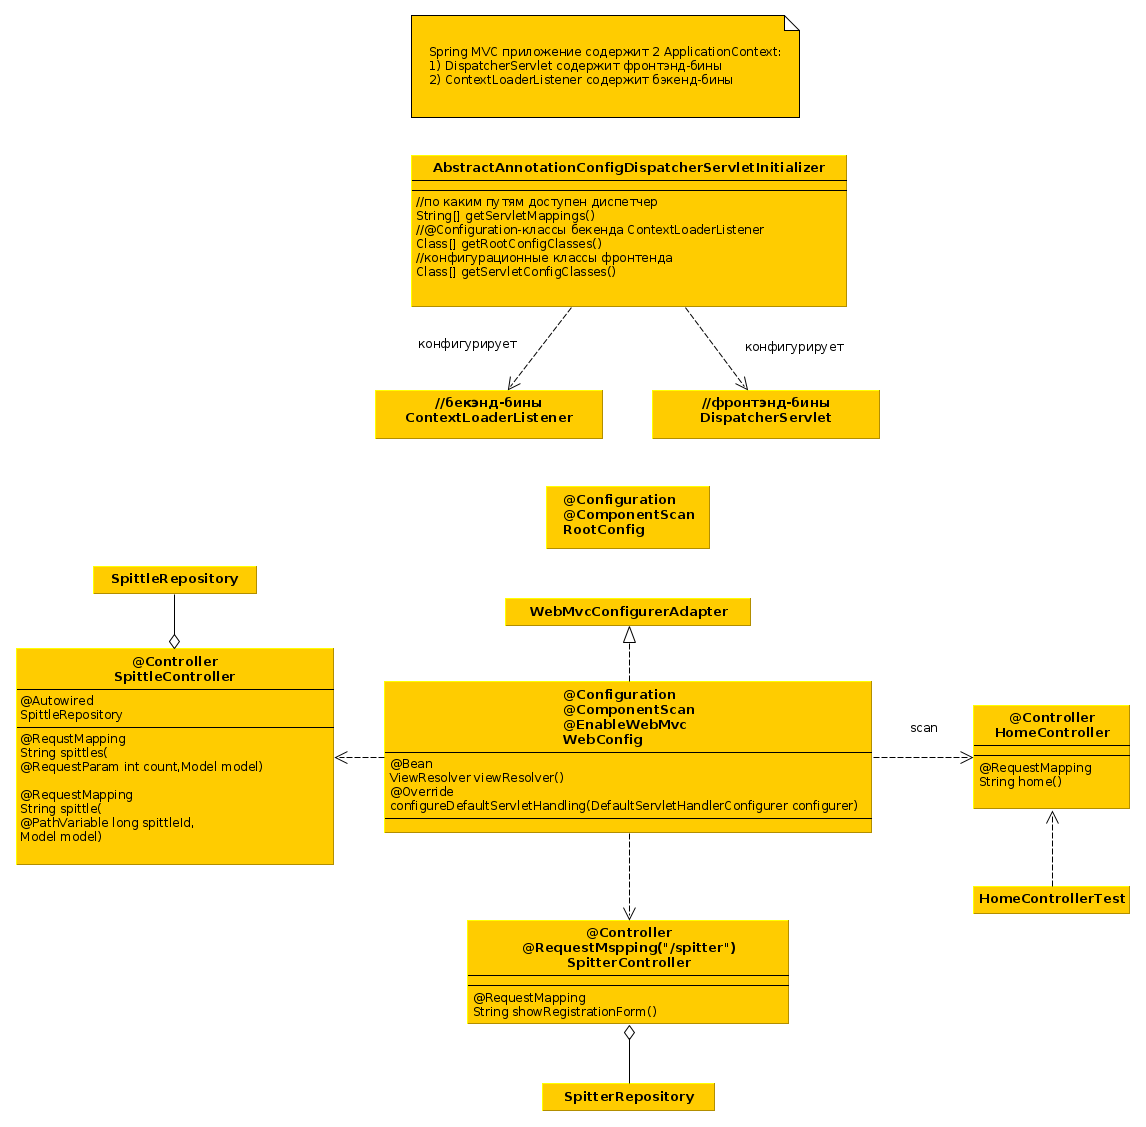 Spring MVC приложение содержит 2 ApplicationContext:
1) DispatcherServlet содержит фронтэнд-бины
2) ContextLoaderListener содержит бэкенд-бины
AbstractAnnotationConfigDispatcherServletInitializer
//по каким путям доступен диспетчер
String[] getServletMappings()
//@Configuration-классы бекенда ContextLoaderListener
Class[] getRootConfigClasses()
//конфигурационные классы фронтенда
Class[] getServletConfigClasses()
конфигурирует
конфигурирует
//бекэнд-бины
ContextLoaderListener
//фронтэнд-бины
DispatcherServlet
@Configuration
@ComponentScan
RootConfig
SpittleRepository
WebMvcConfigurerAdapter
@Controller
SpittleController
@Autowired
SpittleRepository
@RequstMapping
String spittles(
@RequestParam int count,Model model)
@RequestMapping
String spittle(
@PathVariable long spittleId,
Model model)
@Configuration
@ComponentScan
@EnableWebMvc
WebConfig
@Bean
ViewResolver viewResolver()
@Override
configureDefaultServletHandling(DefaultServletHandlerConfigurer configurer)
scan
@Controller
HomeController
@RequestMapping
String home()
HomeControllerTest
@Controller
@RequestMspping("/spitter")
SpitterController
@RequestMapping
String showRegistrationForm()
SpitterRepository